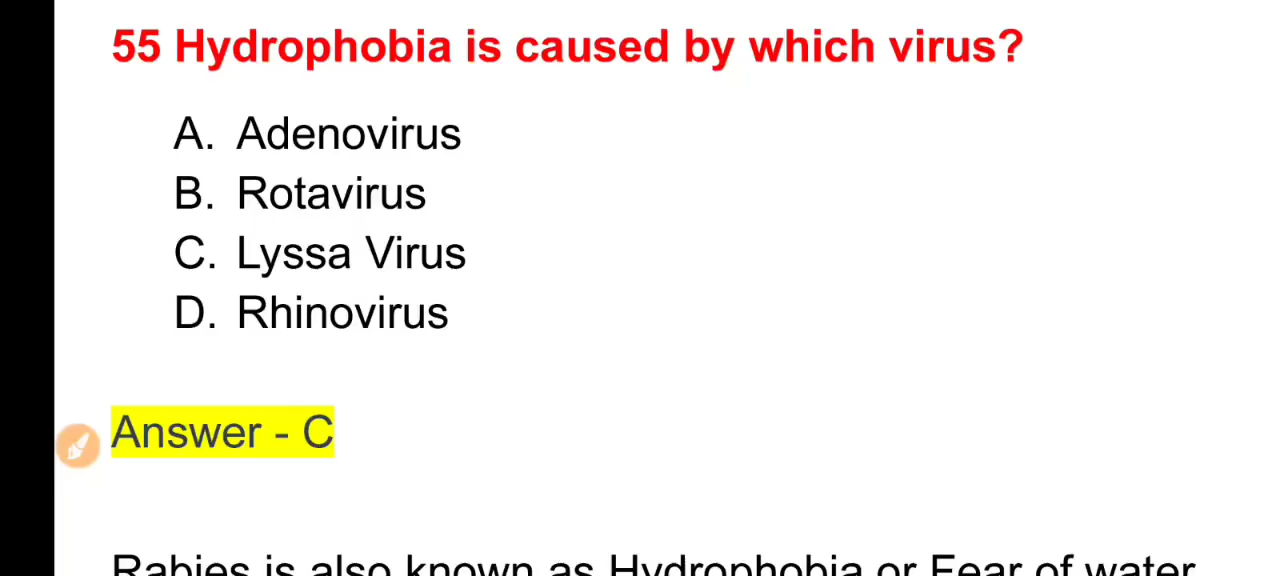 55 Hydrophobia is caused by which virus?
A. Adenovirus
B. Rotavirus
C. Lyssa Virus
D. Rhinovirus
Answer - C
Rabies is also known as Hydrophobia or Fear of water